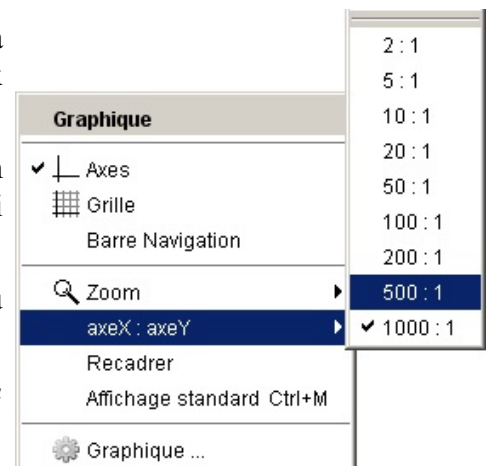 Graphique
Axes
Grille
Barre Navigation
Zoom
axeX : axeY
Recadrer
Affichage standard Ctrl+M
Graphique ...
2 : 1
5 : 1
10 : 1
20 : 1
50 : 1
100 : 1
200 : 1
500 : 1
1000 : 1